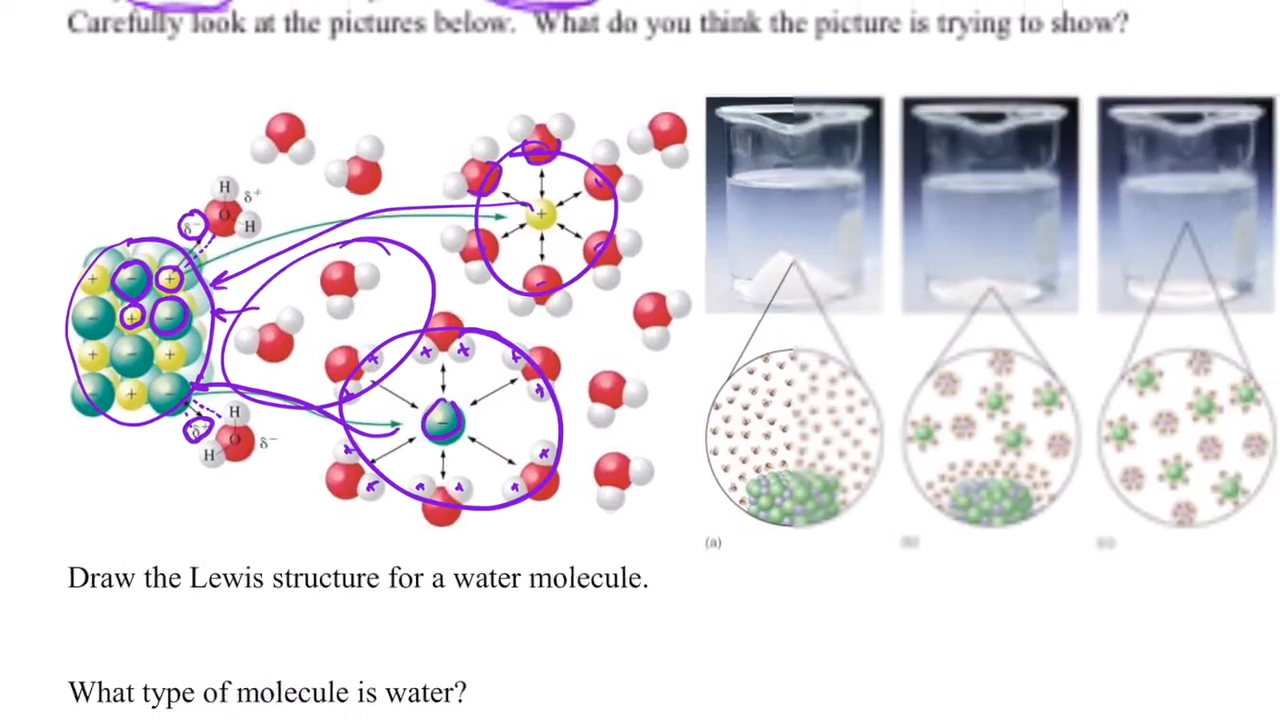 Carefully look at the pictures below. What do you think the picture is trying to show?
H
δ+
O
H
δ-
+
-
+
+
-
+
-
-
+
-
+
+
-
-
-
+
-
H
δ+
O
δ-
H
-
(a)
Draw the Lewis structure for a water molecule.
What type of molecule is water?